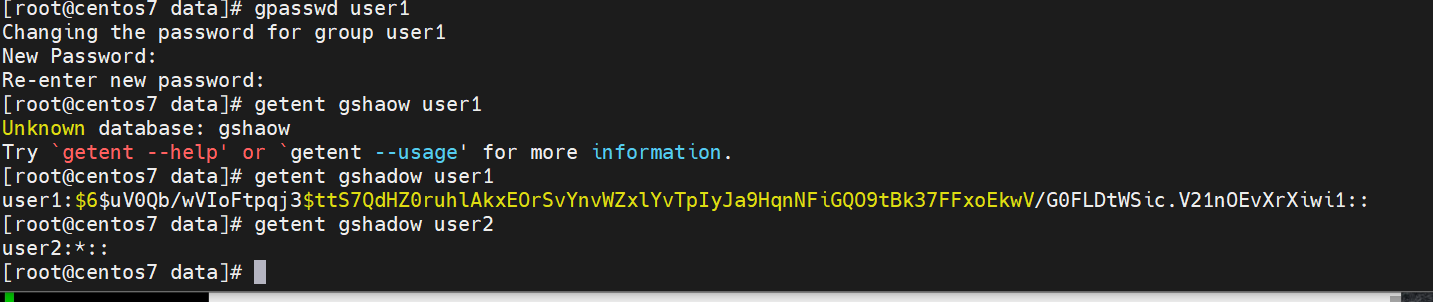 [root@centos7 data]# gpasswd user1
Changing the password for group user1
New Password:
Re-enter new password:
[root@centos7 data]# getent gshaow user1
Unknown database: gshaow
Try `getent --help' or `getent --usage' for more information.
[root@centos7 data]# getent gshadow user1
user1:$6$uV0Qb/wVIoFtpqj3$ttS7QdHZ0ruhlAkxEOrSvYnvWZxlYvTpIyJa9HqnNFiGQO9tBk37FFxoEkwV/G0FLDtWSic.V21nOEvXrXiwi1::
[root@centos7 data]# getent gshadow user2
user2:*::
[root@centos7 data]#